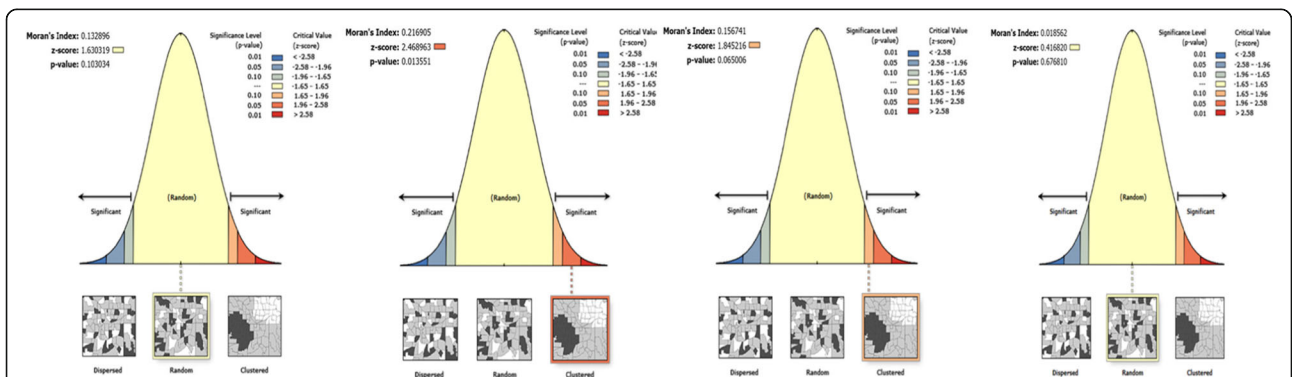 Moran's Index: 0.132896
z-score: 1.630319
p-value: 0.103034
Significance Level (p-value)
Critical Value (z-score)
0.01 < -2.58
0.05 -2.58 - -1.96
0.10 -1.96 - -1.65
--- -1.65 - 1.65
0.10 1.65 - 1.96
0.05 1.96 - 2.58
0.01 > 2.58
Significant
(Random)
Significant
Dispersed
Random
Clustered
Moran's Index: 0.216905
z-score: 2.468963
p-value: 0.013551
Significance Level (p-value)
Critical Value (z-score)
0.01 < -2.58
0.05 -2.58 - -1.96
0.10 -1.96 - -1.65
--- -1.65 - 1.65
0.10 1.65 - 1.96
0.05 1.96 - 2.58
0.01 > 2.58
Significant
(Random)
Significant
Dispersed
Random
Clustered
Moran's Index: 0.156741
z-score: 1.845216
p-value: 0.065006
Significance Level (p-value)
Critical Value (z-score)
0.01 < -2.58
0.05 -2.58 - -1.96
0.10 -1.96 - -1.65
--- -1.65 - 1.65
0.10 1.65 - 1.96
0.05 1.96 - 2.58
0.01 > 2.58
Significant
(Random)
Significant
Dispersed
Random
Clustered
Moran's Index: 0.018562
z-score: 0.416820
p-value: 0.676810
Significance Level (p-value)
Critical Value (z-score)
0.01 < -2.58
0.05 -2.58 - -1.96
0.10 -1.96 - -1.65
--- -1.65 - 1.65
0.10 1.65 - 1.96
0.05 1.96 - 2.58
0.01 > 2.58
Significant
(Random)
Significant
Dispersed
Random
Clustered